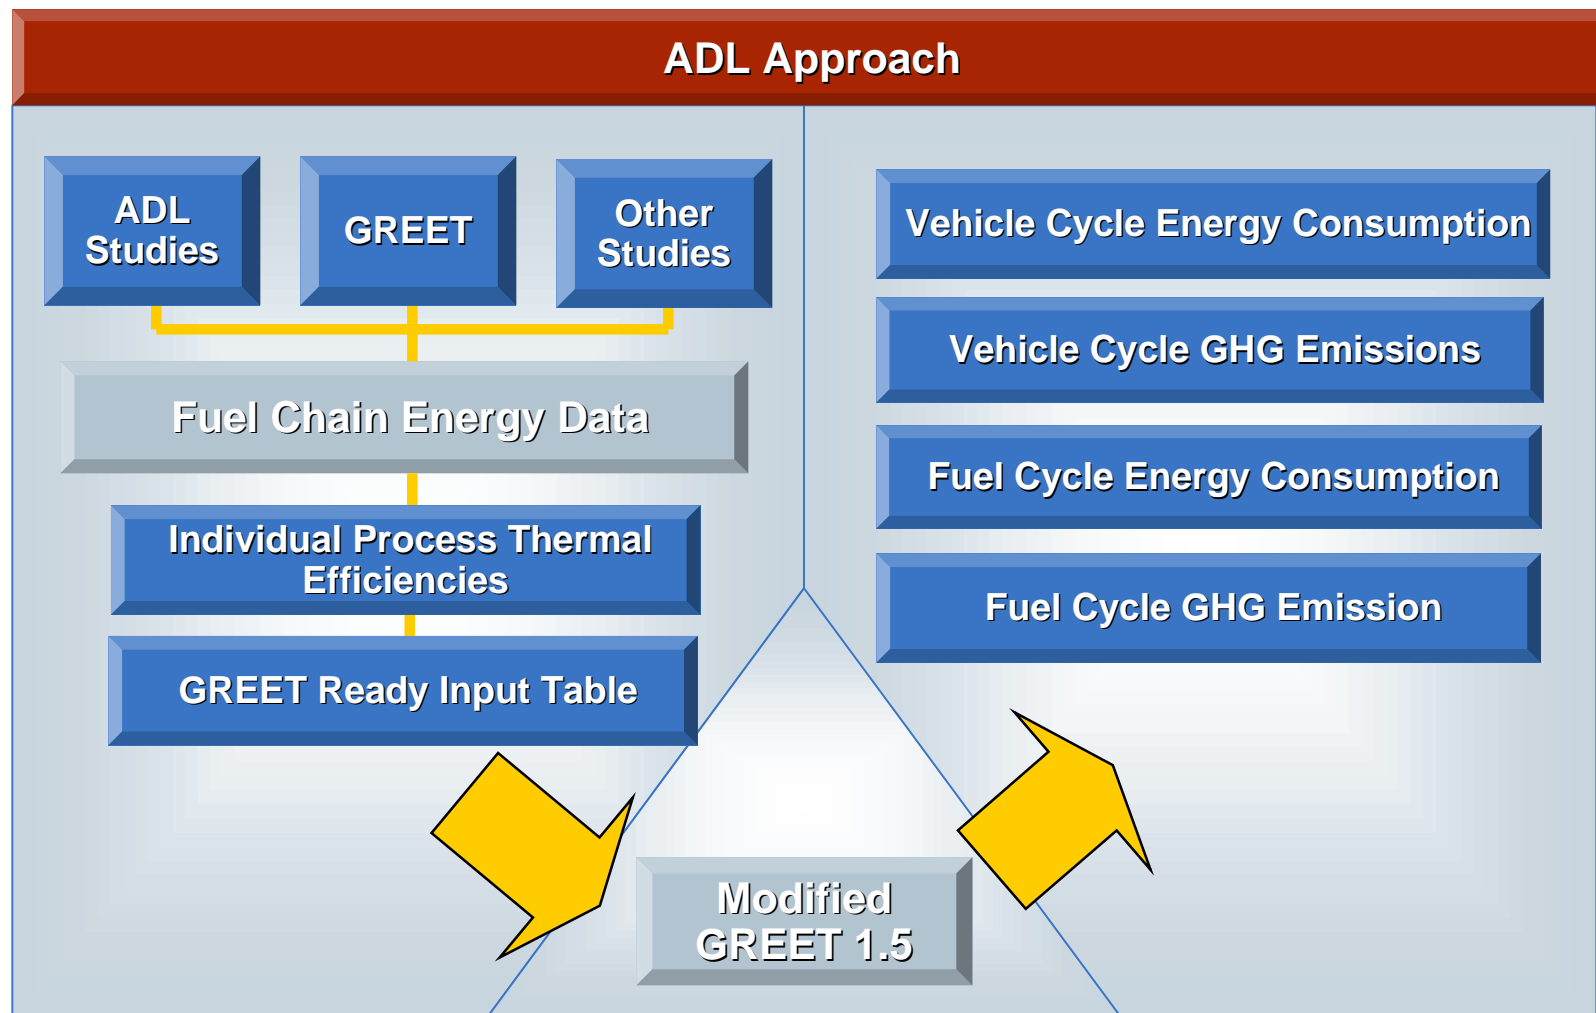 ADL Approach
ADL
Studies
GREET
Other
Studies
Fuel Chain Energy Data
Individual Process Thermal
Efficiencies
GREET Ready Input Table
Modified
GREET 1.5
Vehicle Cycle Energy Consumption
Vehicle Cycle GHG Emissions
Fuel Cycle Energy Consumption
Fuel Cycle GHG Emission